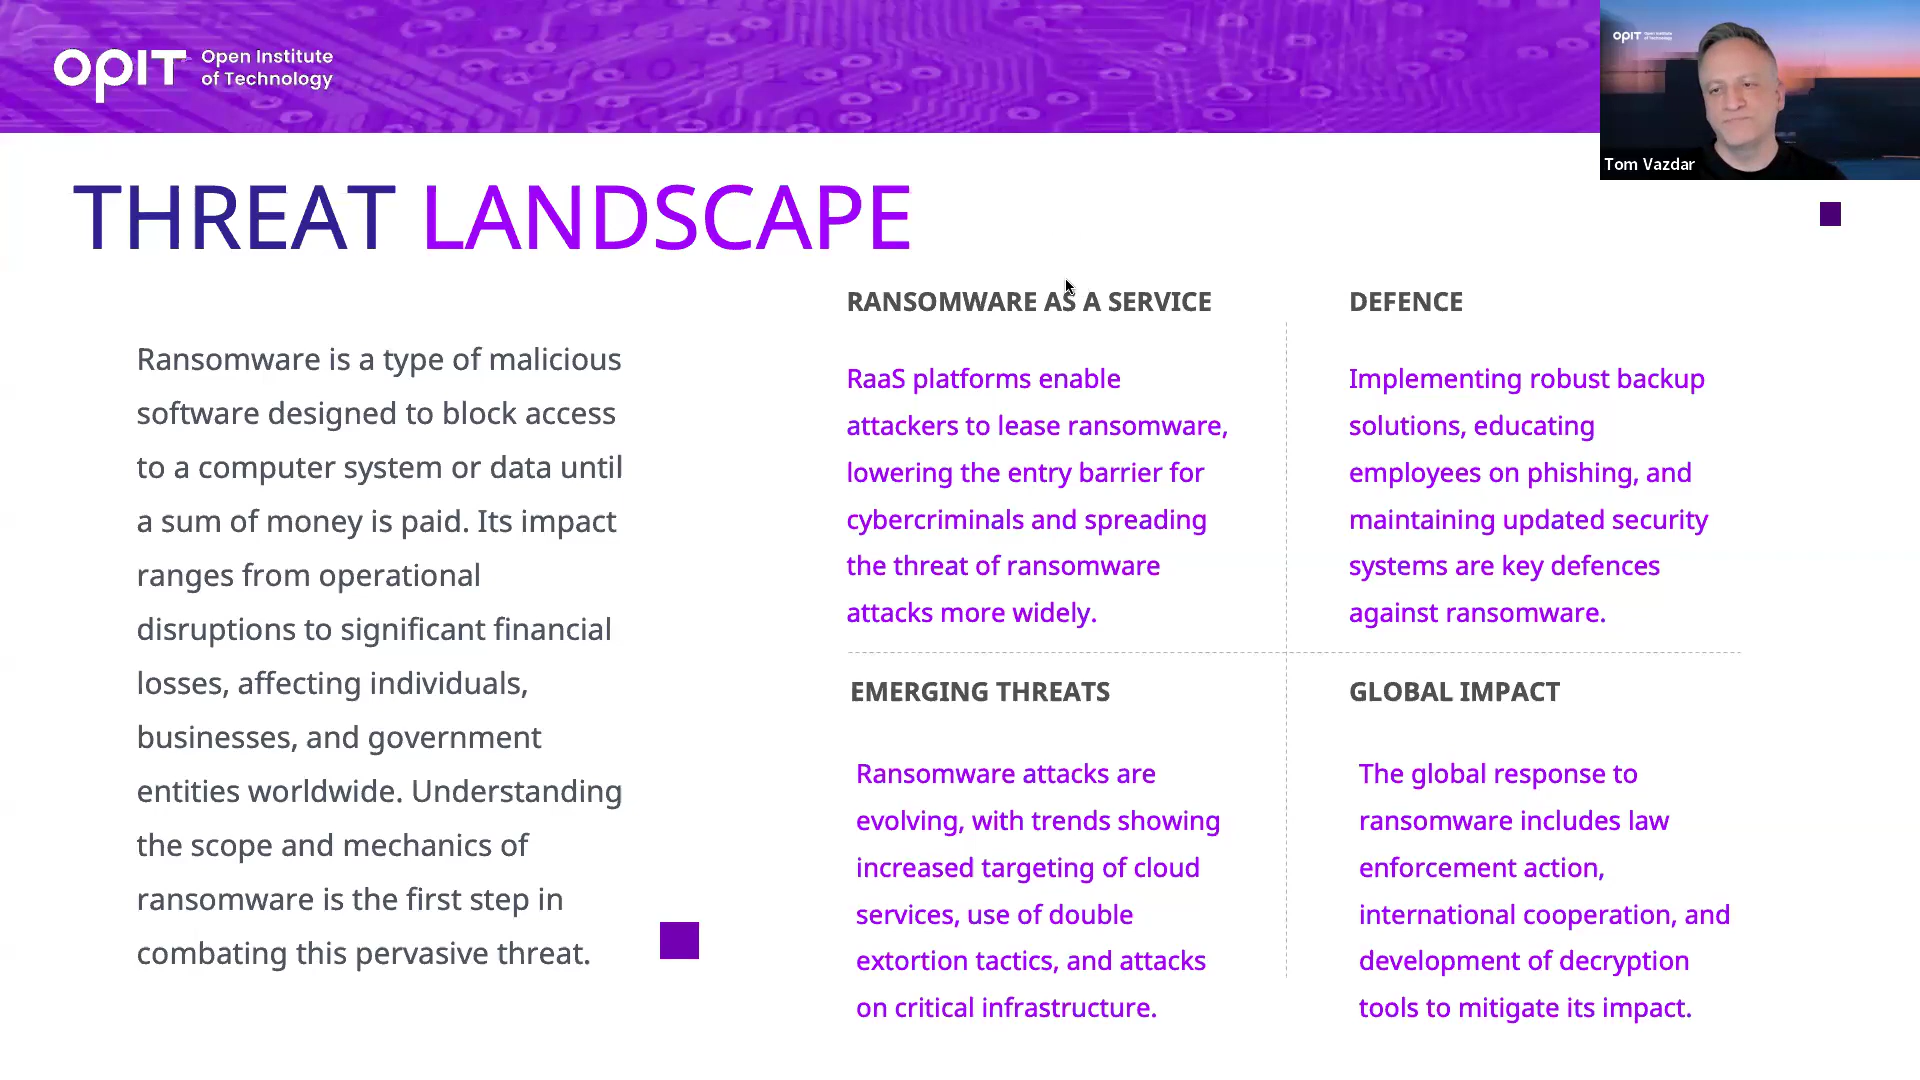 opIT Open Institute
of Technology
opIT Open Institute
of Technology
Tom Vazdar
THREAT LANDSCAPE
Ransomware is a type of malicious
software designed to block access
to a computer system or data until
a sum of money is paid. Its impact
ranges from operational
disruptions to significant financial
losses, affecting individuals,
businesses, and government
entities worldwide. Understanding
the scope and mechanics of
ransomware is the first step in
combating this pervasive threat.
RANSOMWARE AS A SERVICE
RaaS platforms enable
attackers to lease ransomware,
lowering the entry barrier for
cybercriminals and spreading
the threat of ransomware
attacks more widely.
DEFENCE
Implementing robust backup
solutions, educating
employees on phishing, and
maintaining updated security
systems are key defences
against ransomware.
EMERGING THREATS
Ransomware attacks are
evolving, with trends showing
increased targeting of cloud
services, use of double
extortion tactics, and attacks
on critical infrastructure.
GLOBAL IMPACT
The global response to
ransomware includes law
enforcement action,
international cooperation, and
development of decryption
tools to mitigate its impact.